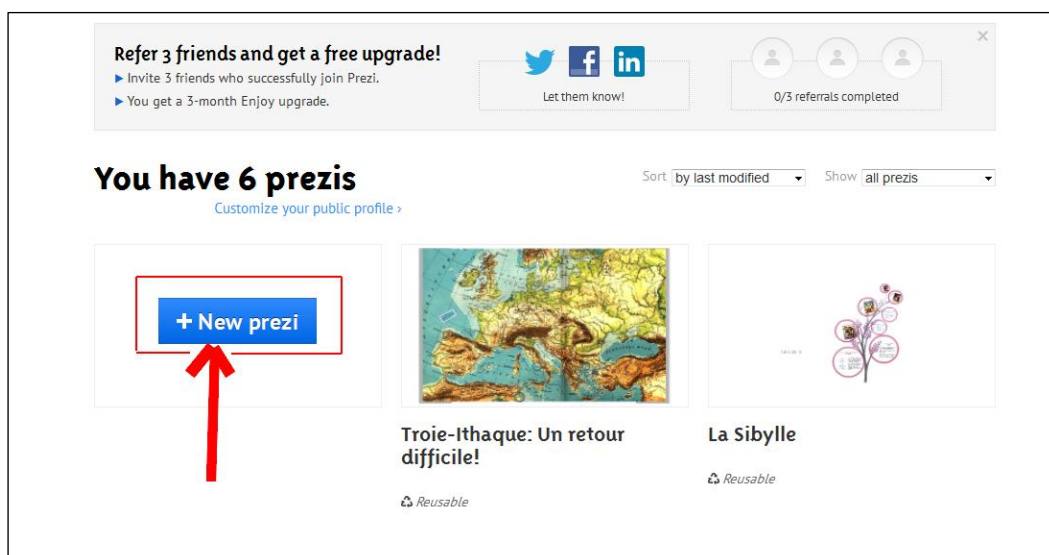 Refer 3 friends and get a free upgrade!
Invite 3 friends who successfully join Prezi.
You get a 3-month Enjoy upgrade.
Let them know!
0/3 referrals completed
You have 6 prezis
Sort by last modified Show all prezis
Customize your public profile ›
+ New prezi
Troie-Ithaque: Un retour
difficile!
Reusable
La Sibylle
Reusable